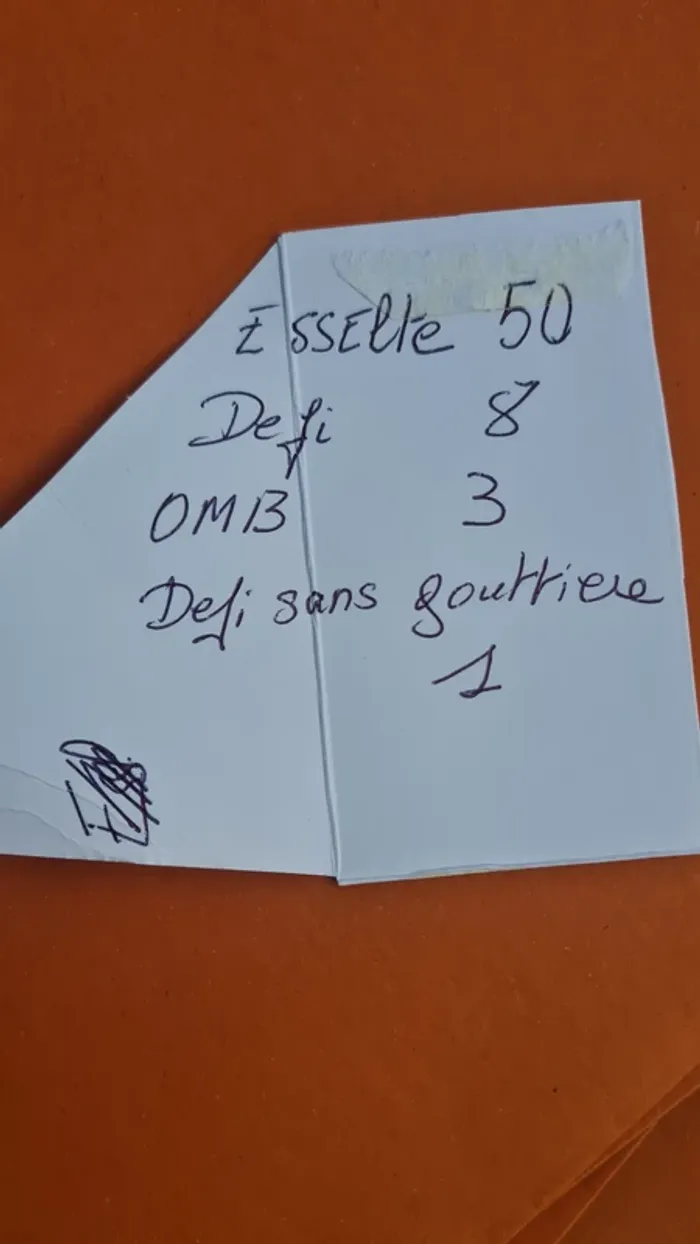 ESSElte 50
Defi 8
OMB 3
Defi sans gouttiere
1